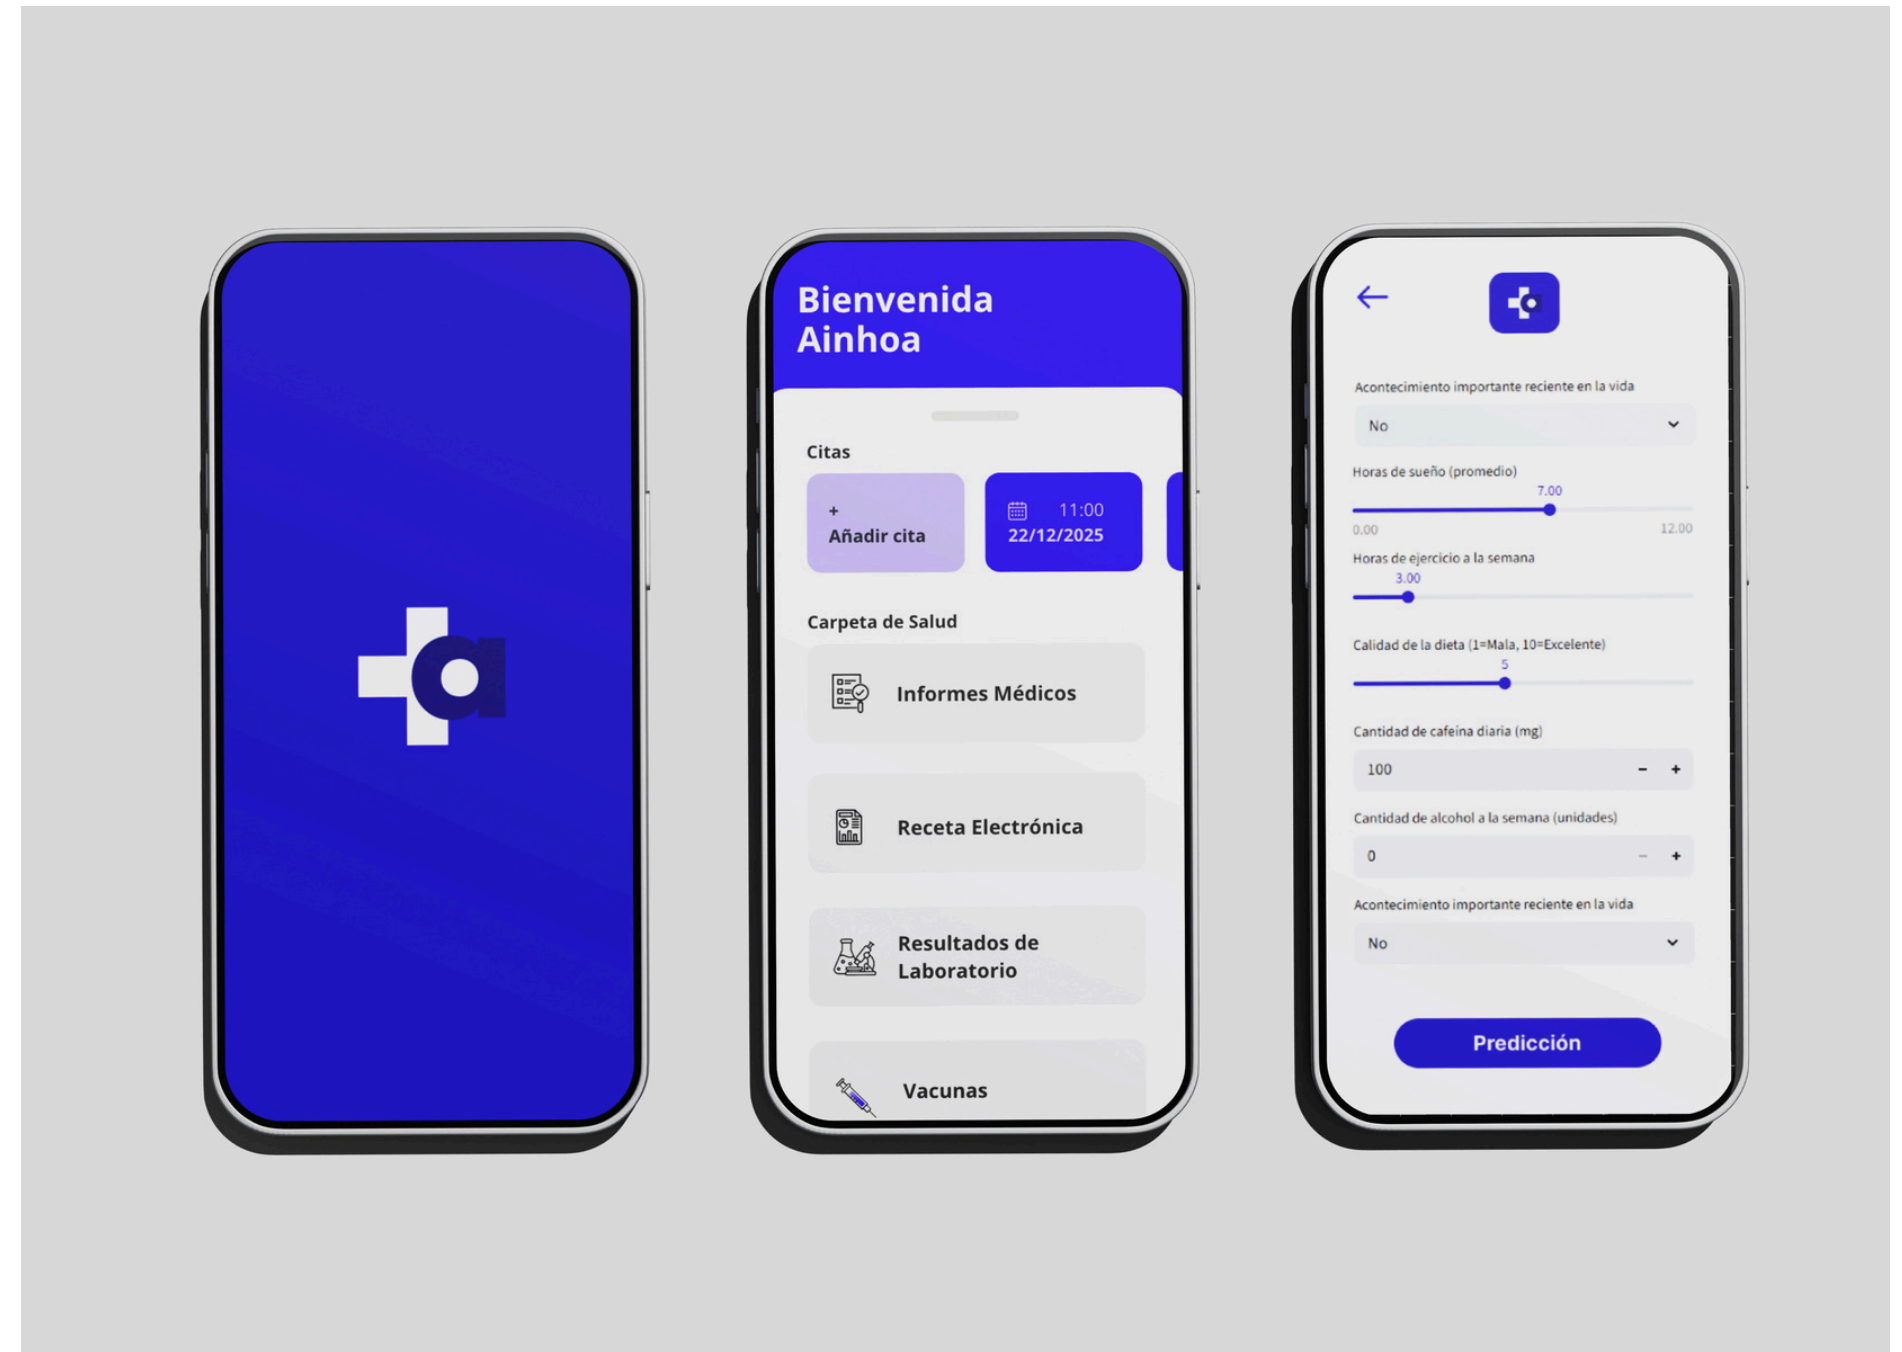 a
Bienvenida
Ainhoa
Citas
+
Añadir cita
11:00
22/12/2025
Carpeta de Salud
Informes Médicos
Receta Electrónica
Resultados de
Laboratorio
Vacunas
a
Acontecimiento importante reciente en la vida
No
Horas de sueño (promedio)
7.00
0.00 12.00
Horas de ejercicio a la semana
3.00
Calidad de la dieta (1=Mala, 10=Excelente)
5
Cantidad de cafeína diaria (mg)
100 - +
Cantidad de alcohol a la semana (unidades)
0 - +
Acontecimiento importante reciente en la vida
No
Predicción